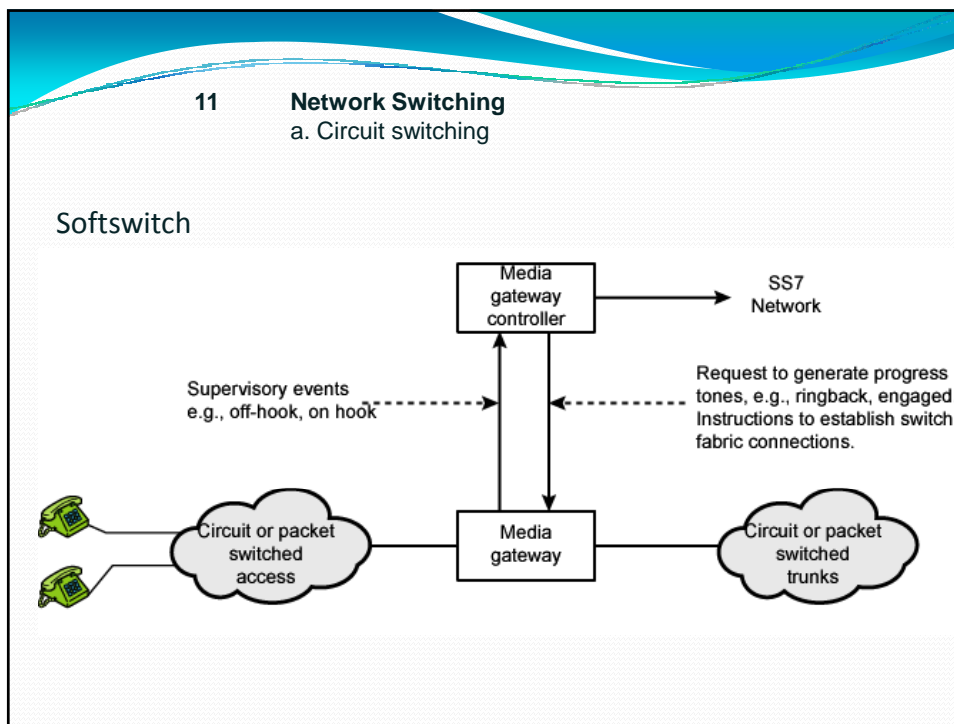 11 Network Switching
a. Circuit switching
Softswitch
Media
gateway
controller
SS7
Network
Supervisory events
e.g., off-hook, on hook
Request to generate progress
tones, e.g., ringback, engaged
Instructions to establish switch
fabric connections.
Circuit or packet
switched
access
Media
gateway
Circuit or packet
switched
trunks